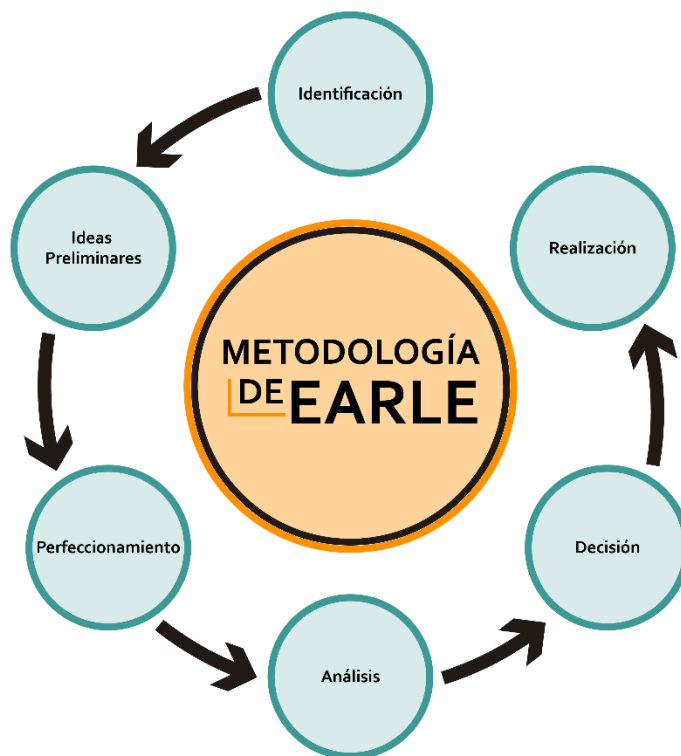 Identificación
Ideas
Preliminares
Perfeccionamiento
Análisis
Decisión
Realización
METODOLOGÍA
DE EARLE